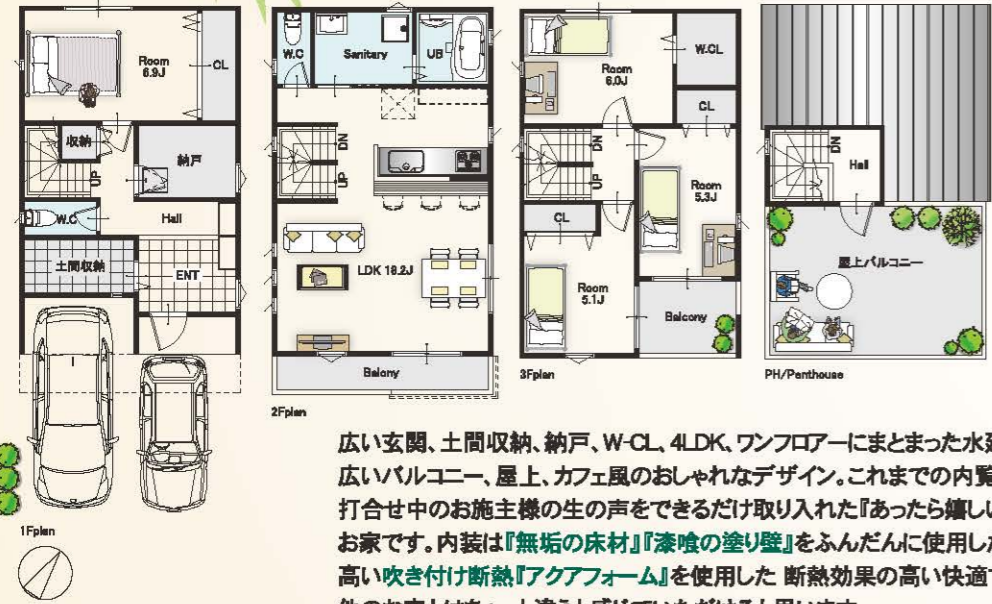 Room
6.9J
CL
収納
納戸
UP
W.C
Hall
土間収納
ENT
1Fplan
W.C
Sanitary
UB
DN
UP
LDK 18.2J
Balony
2Fplan
Room
6.0J
W.CL
CL
DN
UP
Room
5.3J
CL
Room
5.1J
Balcony
3Fplan
DN
Hall
屋上バルコニー
PH/Penthouse
広い玄関、土間収納、納戸、W-CL、4LDK、ワンフロアーにまとまった水
広いバルコニー、屋上、カフェ風のおしゃれなデザイン。これまでの内覧
打合せ中のお施主様の生の声をできるだけ取り入れた『あったら嬉しい
お家です。内装は『無垢の床材』『漆喰の塗り壁』をふんだんに使用した
高い吹き付け断熱『アクアフォーム』を使用した 断熱効果の高い快適